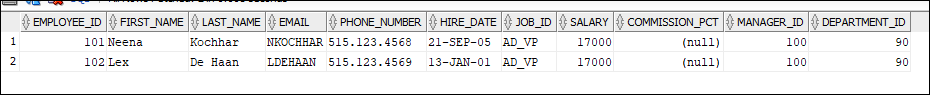 EMPLOYEE_ID FIRST_NAME LAST_NAME EMAIL PHONE_NUMBER HIRE_DATE JOB_ID SALARY COMMISSION_PCT MANAGER_ID DEPARTMENT_ID
1 101 Neena Kochhar NKOCHHAR 515.123.4568 21-SEP-05 AD_VP 17000 (null) 100 90
2 102 Lex De Haan LDEHAAN 515.123.4569 13-JAN-01 AD_VP 17000 (null) 100 90